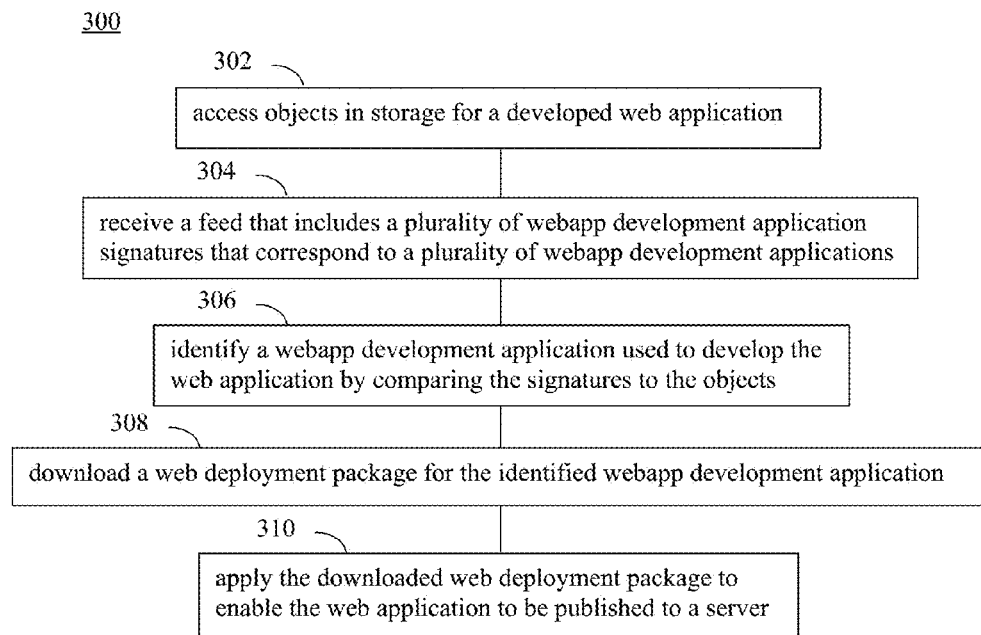 300
302
access objects in storage for a developed web application
304
receive a feed that includes a plurality of webapp development application
signatures that correspond to a plurality of webapp development applications
306
identify a webapp development application used to develop the
web application by comparing the signatures to the objects
308
download a web deployment package for the identified webapp development application
310
apply the downloaded web deployment package to
enable the web application to be published to a server